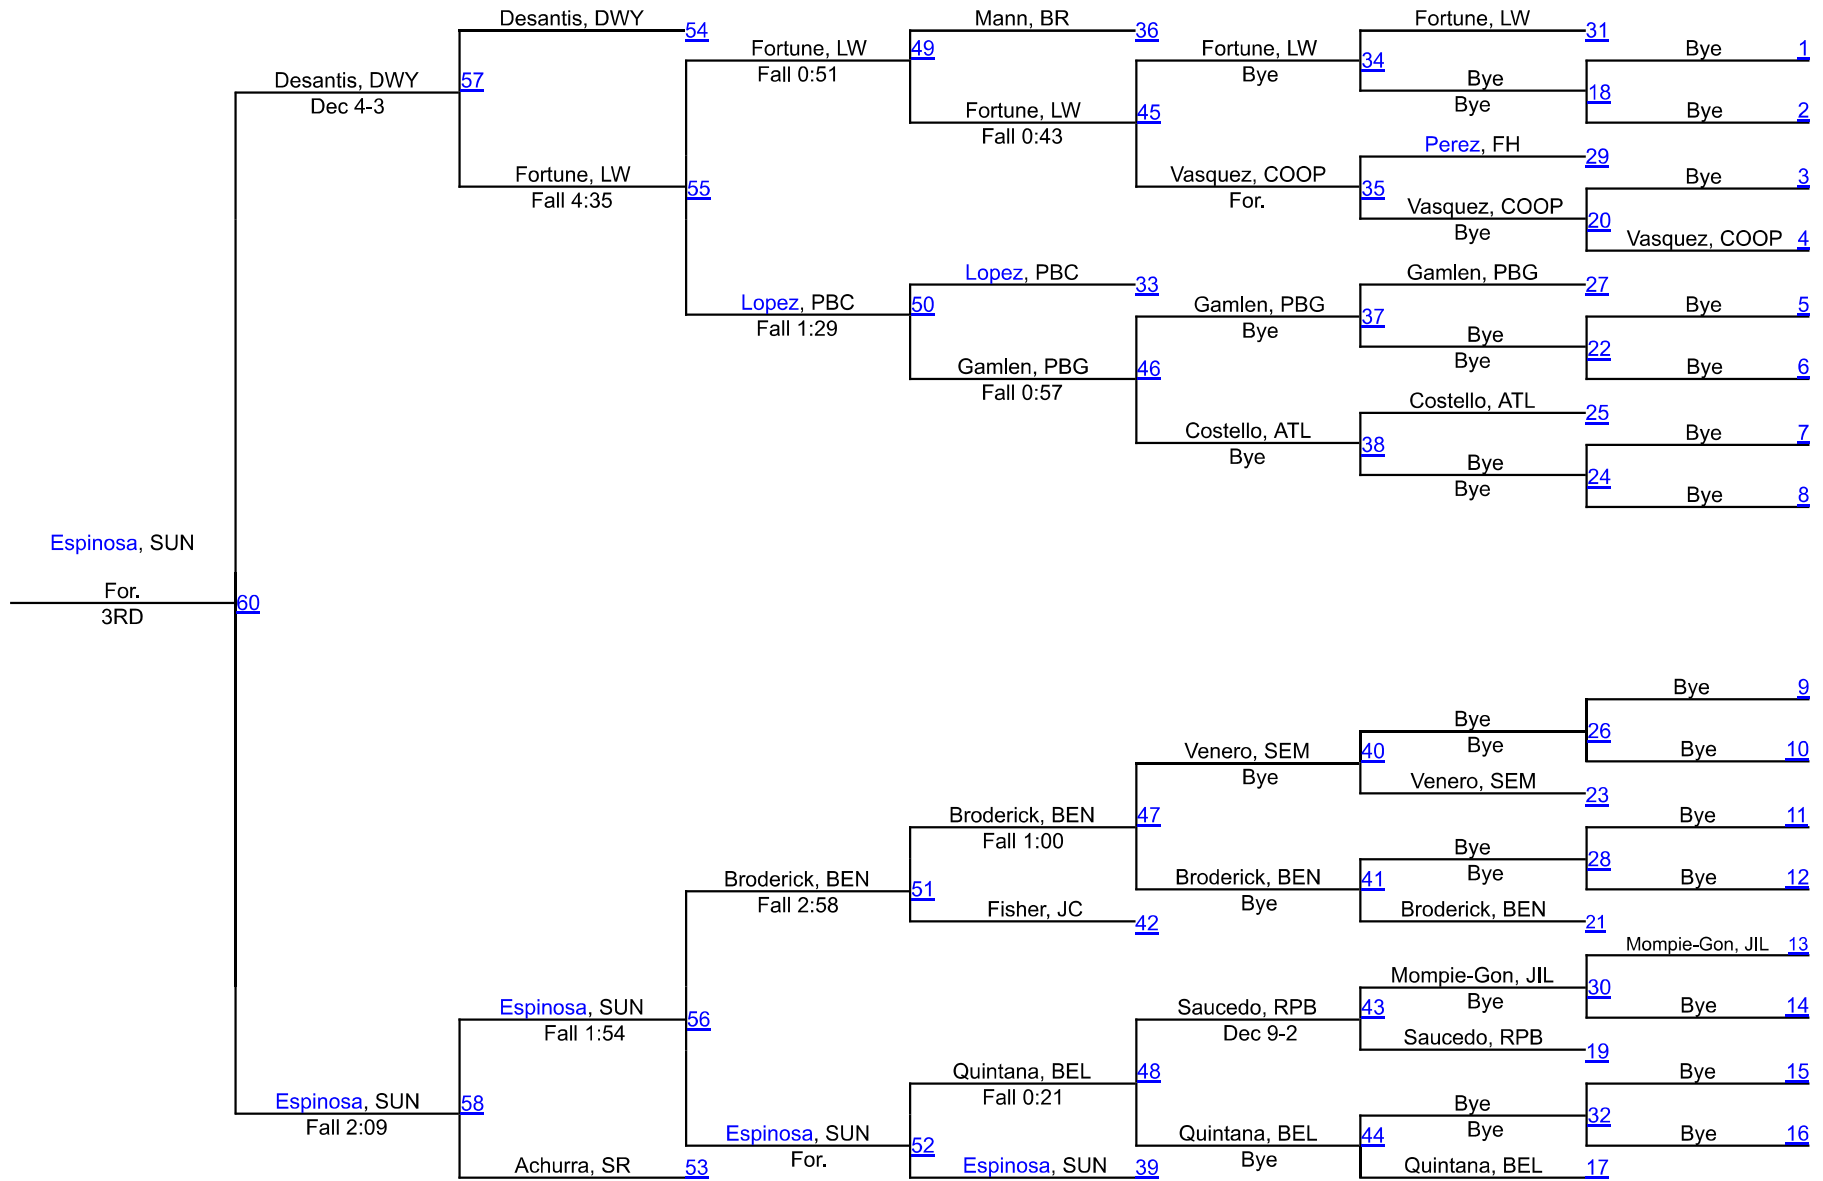 Desantis, DWY
54
Mann, BR
36
Fortune, LW
31
Fortune, LW
Fall 0:51
49
Fortune, LW
Bye
34
Bye
1
Desantis, DWY
Dec 4-3
57
Bye
Bye
18
Fortune, LW
Fall 0:43
45
Bye
2
Perez, FH
29
Fortune, LW
Fall 4:35
55
Vasquez, COOP
For.
35
Bye
3
Vasquez, COOP
Bye
20
Vasquez, COOP
4
Lopez, PBC
33
Gamlen, PBG
27
Lopez, PBC
Fall 1:29
50
Gamlen, PBG
Bye
37
Bye
5
Bye
Bye
22
Gamlen, PBG
Fall 0:57
46
Bye
6
Costello, ATL
25
Costello, ATL
Bye
38
Bye
7
Bye
Bye
24
Bye
8
Espinosa, SUN
For.
3RD
60
Bye
9
Bye
Bye
26
Venero, SEM
Bye
40
Bye
10
Venero, SEM
23
Broderick, BEN
Fall 1:00
47
Bye
11
Bye
Bye
28
Broderick, BEN
Fall 2:58
51
Broderick, BEN
Bye
41
Bye
12
Fisher, JC
42
Broderick, BEN
21
Mompie-Gon, JIL
13
Mompie-Gon, JIL
Bye
30
Espinosa, SUN
Fall 1:54
56
Saucedo, RPB
Dec 9-2
43
Bye
14
Saucedo, RPB
19
Quintana, BEL
Fall 0:21
48
Bye
15
Espinosa, SUN
Fall 2:09
58
Bye
Bye
32
Espinosa, SUN
For.
52
Quintana, BEL
Bye
44
Bye
16
Achurra, SR
53
Espinosa, SUN
39
Quintana, BEL
17